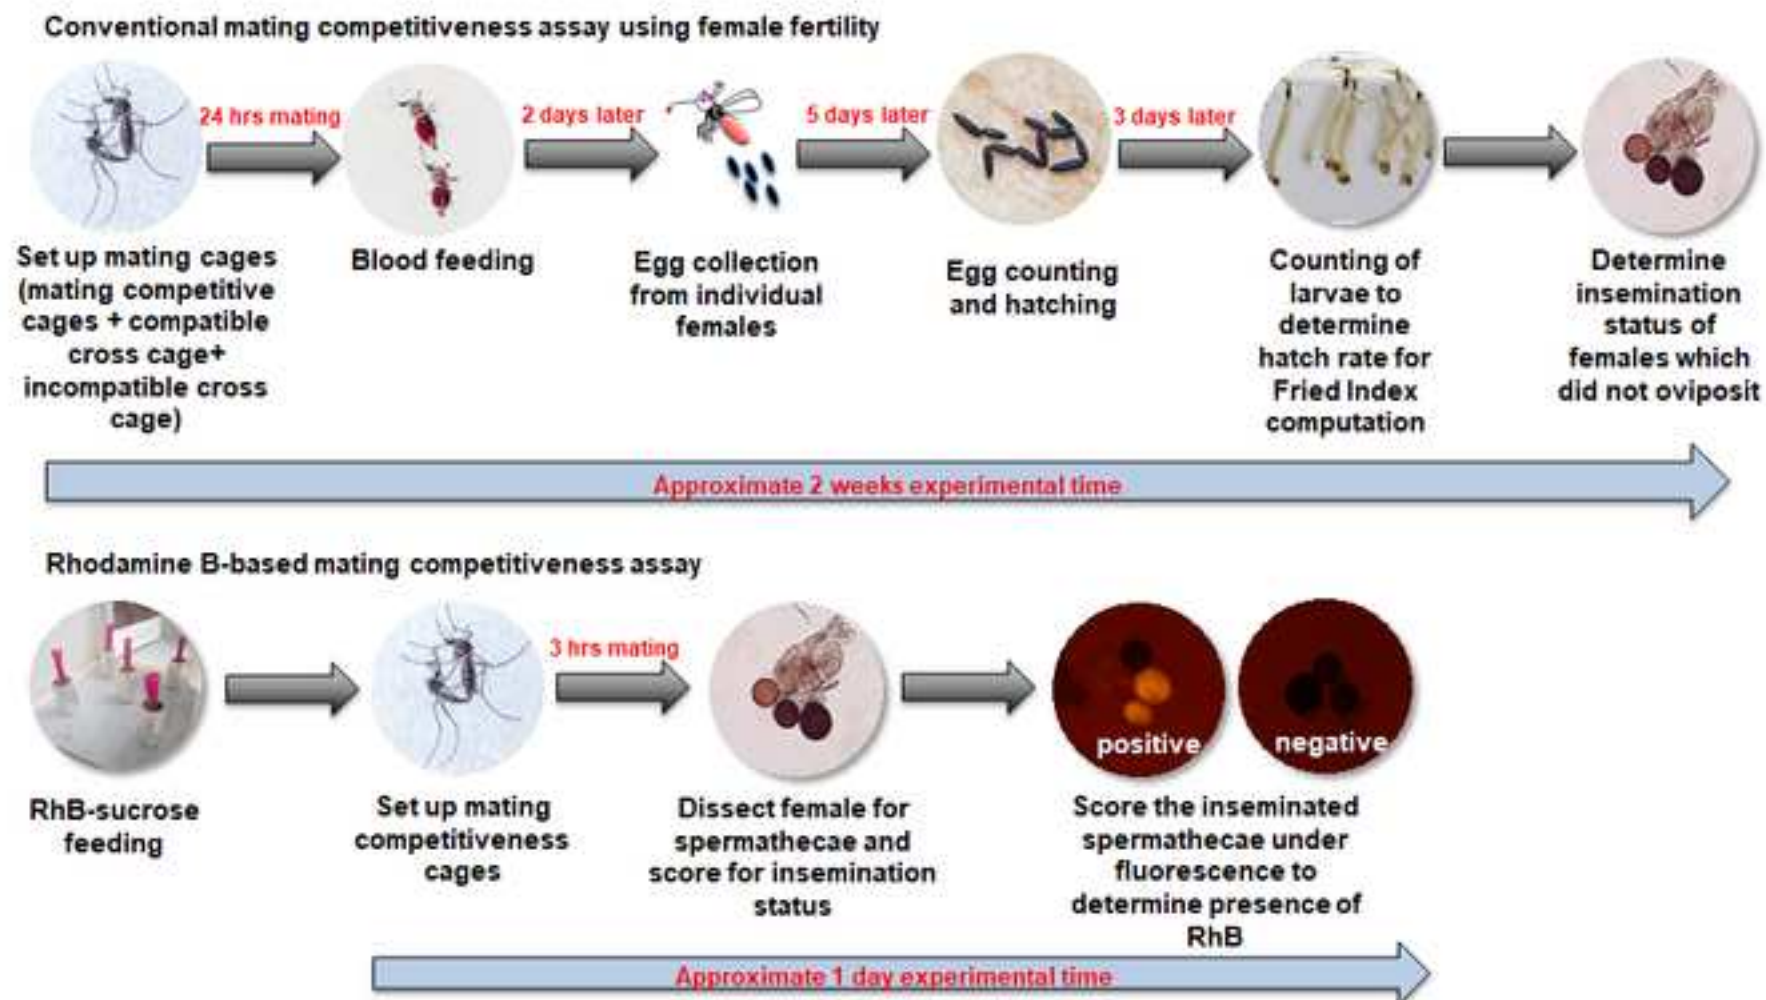 Conventional mating competitiveness assay using female fertility
24 hrs mating
2 days later
5 days later
3 days later
Set up mating cages
(mating competitive
cages + compatible
cross cage+
incompatible cross
cage)
Blood feeding
Egg collection
from individual
females
Egg counting
and hatching
Counting of
larvae to
determine
hatch rate for
Fried Index
computation
Determine
insemination
status of
females which
did not oviposit
Approximate 2 weeks experimental time
Rhodamine B-based mating competitiveness assay
3 hrs mating
positive
negative
RhB-sucrose
feeding
Set up mating
competitiveness
cages
Dissect female for
spermathecae and
score for insemination
status
Score the inseminated
spermathecae under
fluorescence to
determine presence of
RhB
Approximate 1 day experimental time